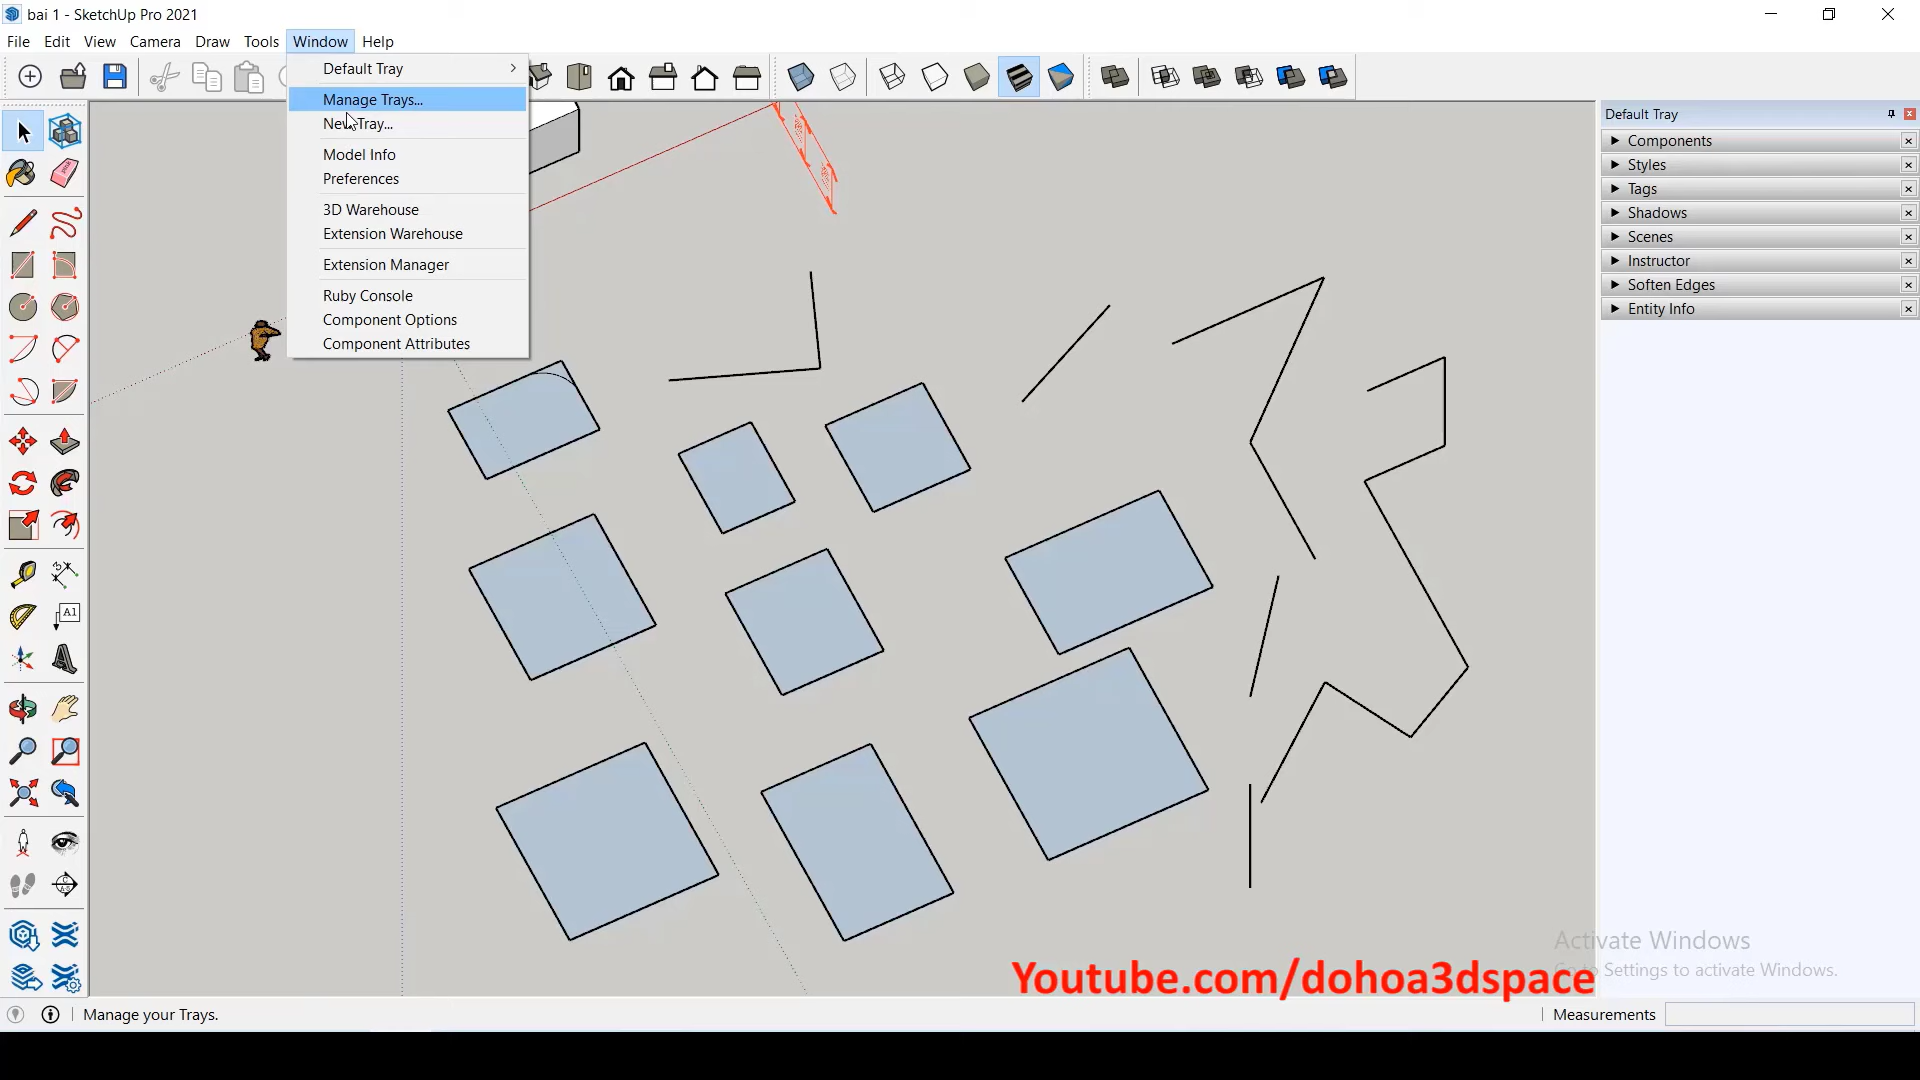 bai 1 - SketchUp Pro 2021
File Edit View Camera Draw Tools Window Help
Default Tray
Manage Trays...
New Tray...
Model Info
Preferences
3D Warehouse
Extension Warehouse
Extension Manager
Ruby Console
Component Options
Component Attributes
Default Tray
Components
Styles
Tags
Shadows
Scenes
Instructor
Soften Edges
Entity Info
A1
Activate Windows
Go to Settings to activate Windows.
Youtube.com/dohoa3dspace
Manage your Trays.
Measurements